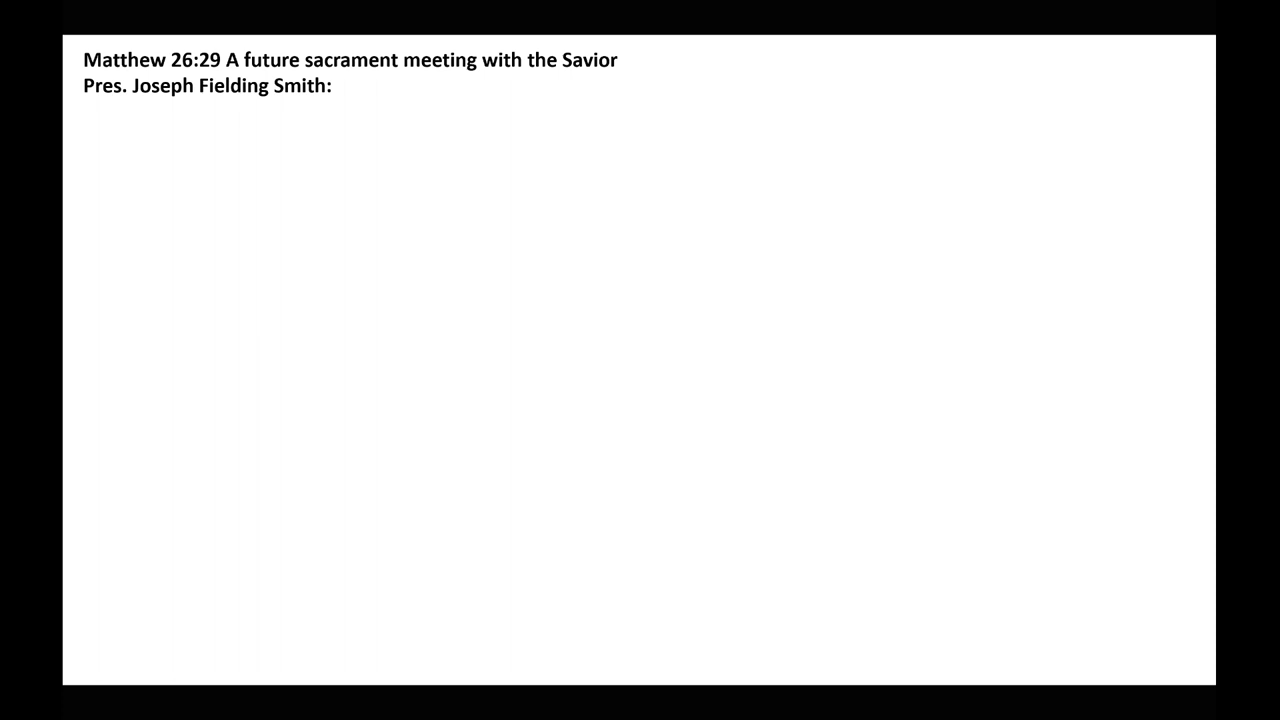 Matthew 26:29 A future sacrament meeting with the Savior
Pres. Joseph Fielding Smith: